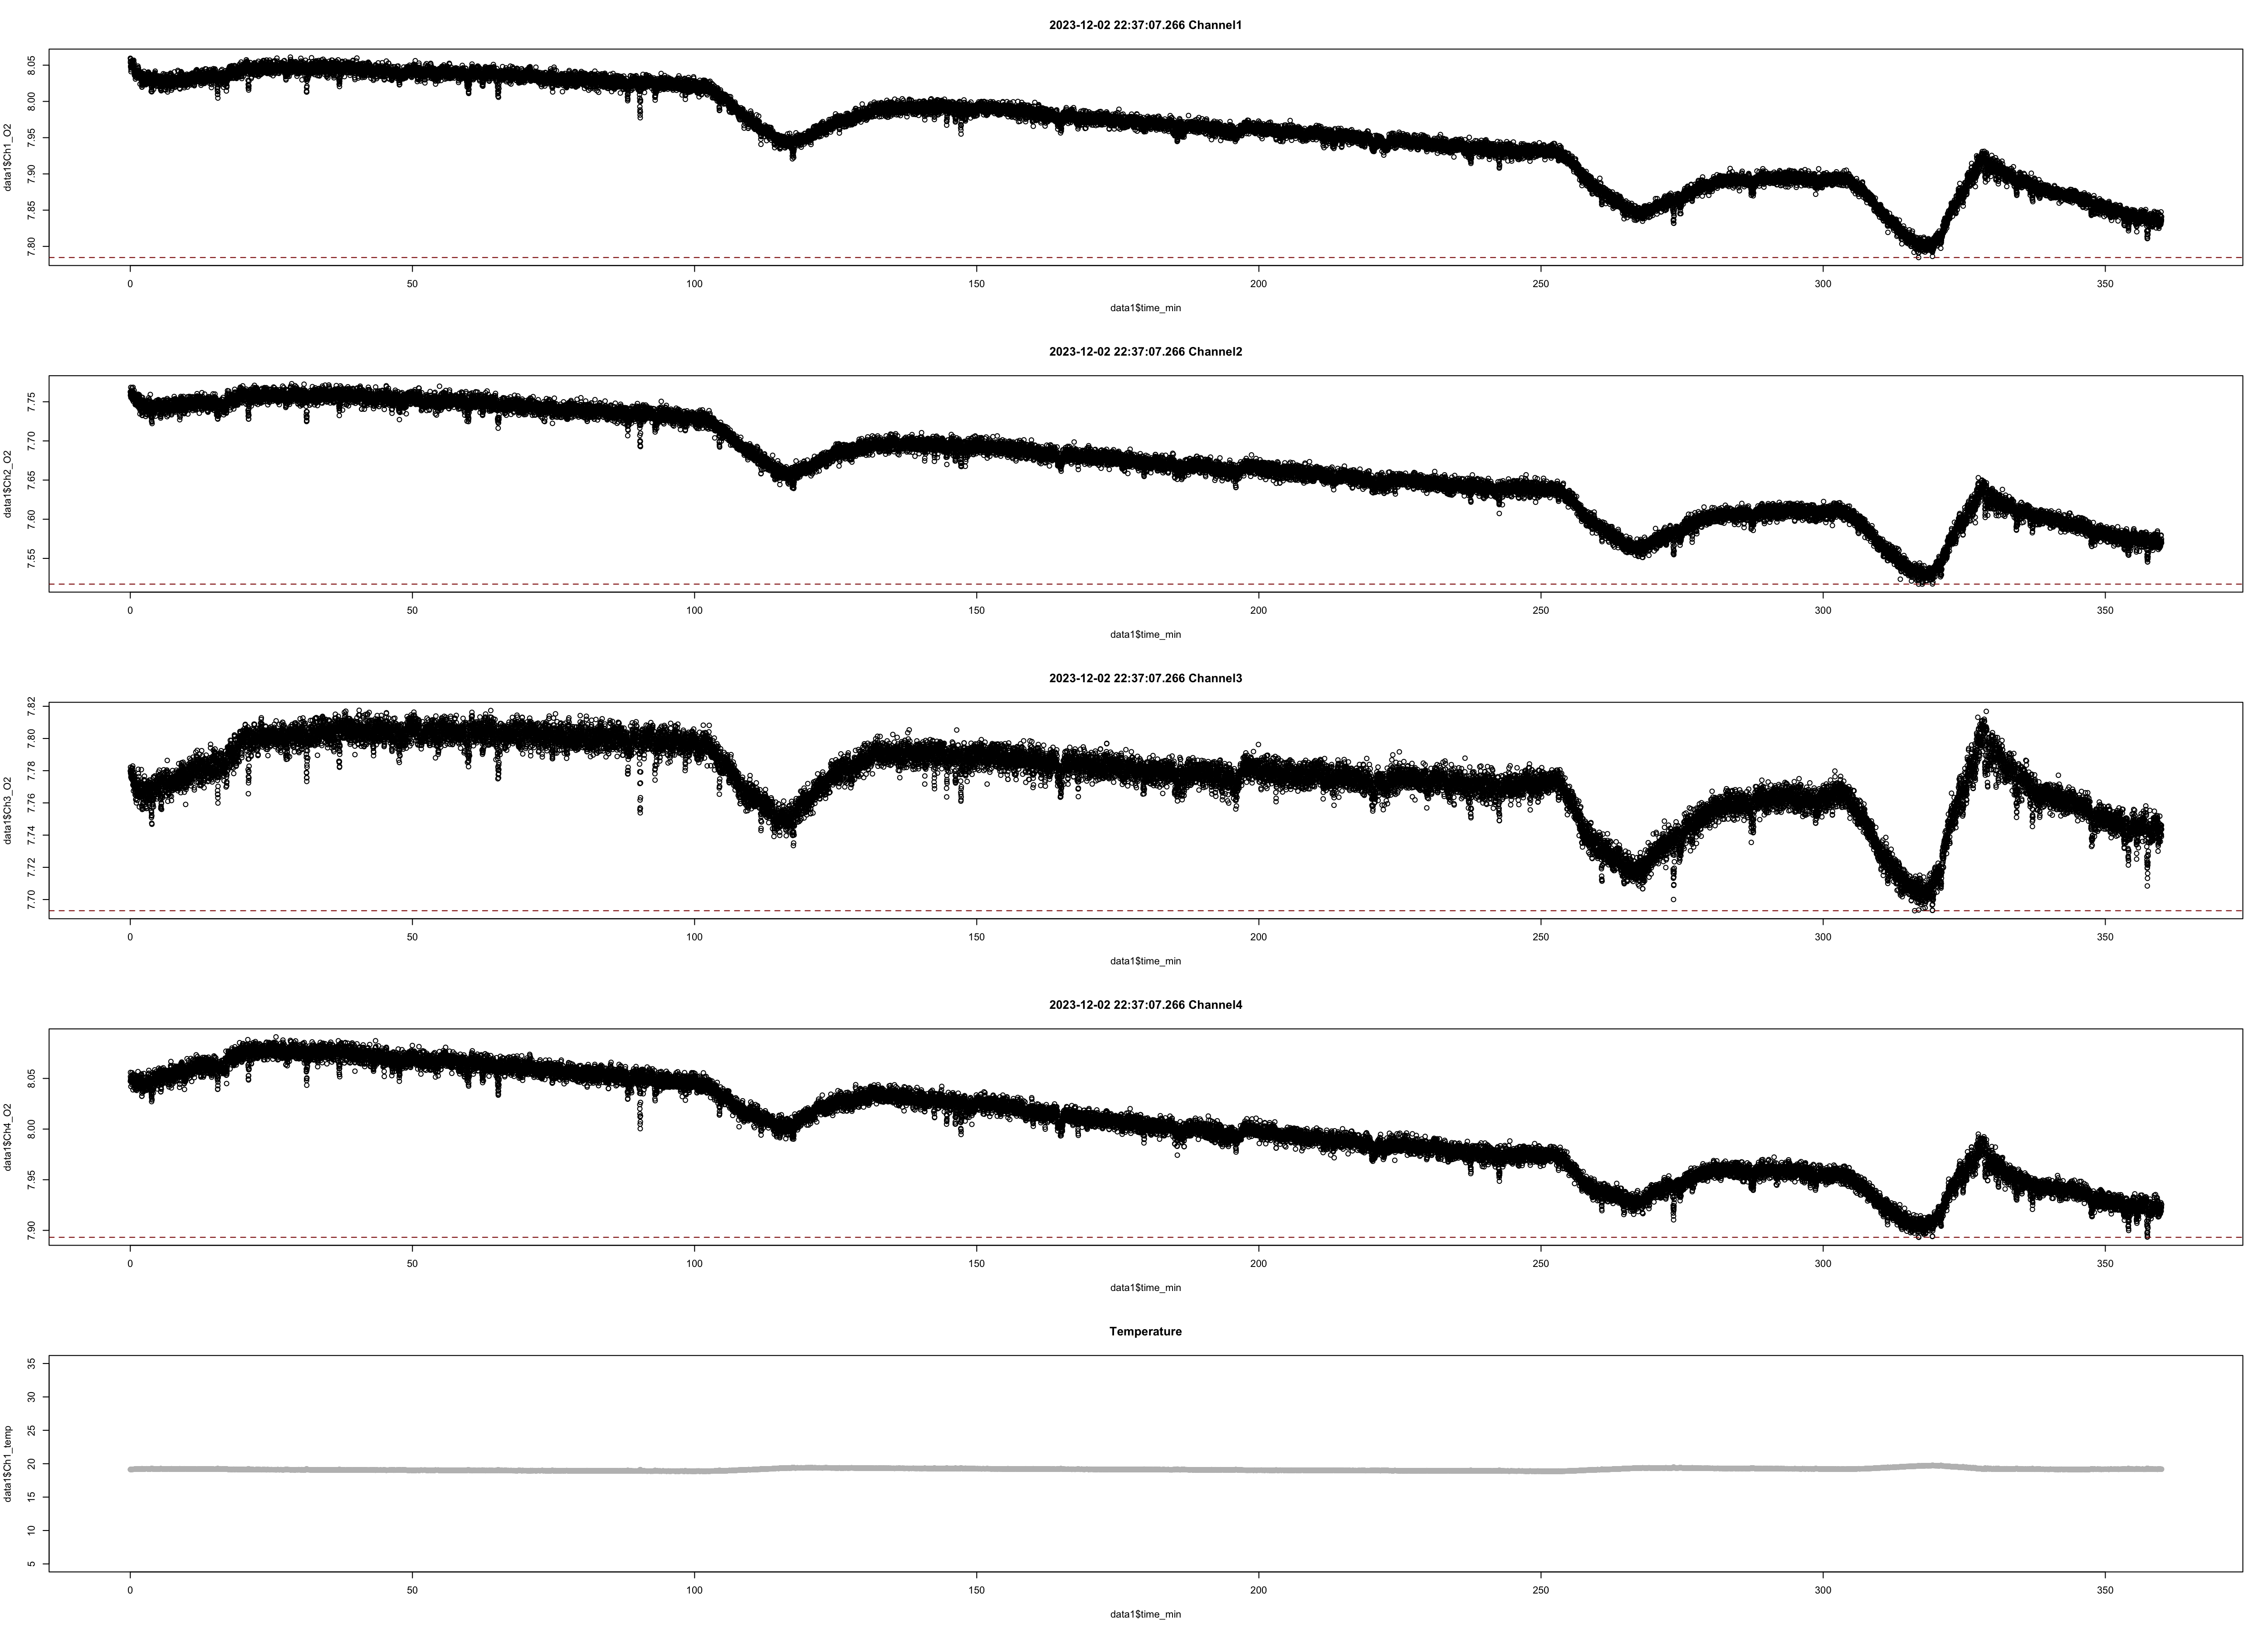 2023-12-02 22:37:07.266 Channel1
data1$Ch1_O2
8.05
8.00
7.95
7.90
7.85
7.80
0 50 100 150 200 250 300 350
data1$time_min
2023-12-02 22:37:07.266 Channel2
data1$Ch2_O2
7.75
7.70
7.65
7.60
7.55
0 50 100 150 200 250 300 350
data1$time_min
2023-12-02 22:37:07.266 Channel3
data1$Ch3_O2
7.82
7.80
7.78
7.76
7.74
7.72
7.70
0 50 100 150 200 250 300 350
data1$time_min
2023-12-02 22:37:07.266 Channel4
data1$Ch4_O2
8.05
8.00
7.95
7.90
0 50 100 150 200 250 300 350
data1$time_min
Temperature
data1$Ch1_temp
35
30
25
20
15
10
5
0 50 100 150 200 250 300 350
data1$time_min